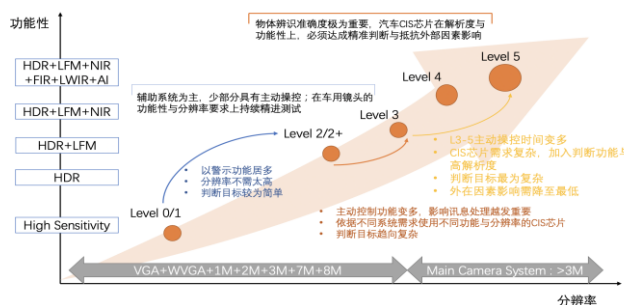 功能性
物体辨识准确度极为重要，汽车CIS芯片在解析度与
功能性上，必须达成精准判断与抵抗外部因素影响
HDR+LFM+NIR
+FIR+LWIR+AI
HDR+LFM+NIR
HDR+LFM
HDR
High Sensitivity
辅助系统为主，少部分具有主动操控；在车用镜头的
功能性与分辨率要求上持续精进测试
Level 0/1
Level 2/2+
Level 3
Level 4
Level 5
• 以警示功能居多
• 分辨率不需太高
• 判断目标较为简单
• L3-5主动操控时间变多
• CIS芯片需求复杂，加入判断功能与
高解析度
• 判断目标最为复杂
• 外在因素影响需降至最低
• 主动控制功能变多，影响讯息处理越发重要
• 依据不同系统需求使用不同功能与分辨率的CIS芯片
• 判断目标趋向复杂
VGA+WVGA+1M+2M+3M+7M+8M
Main Camera System：>3M
分辨率